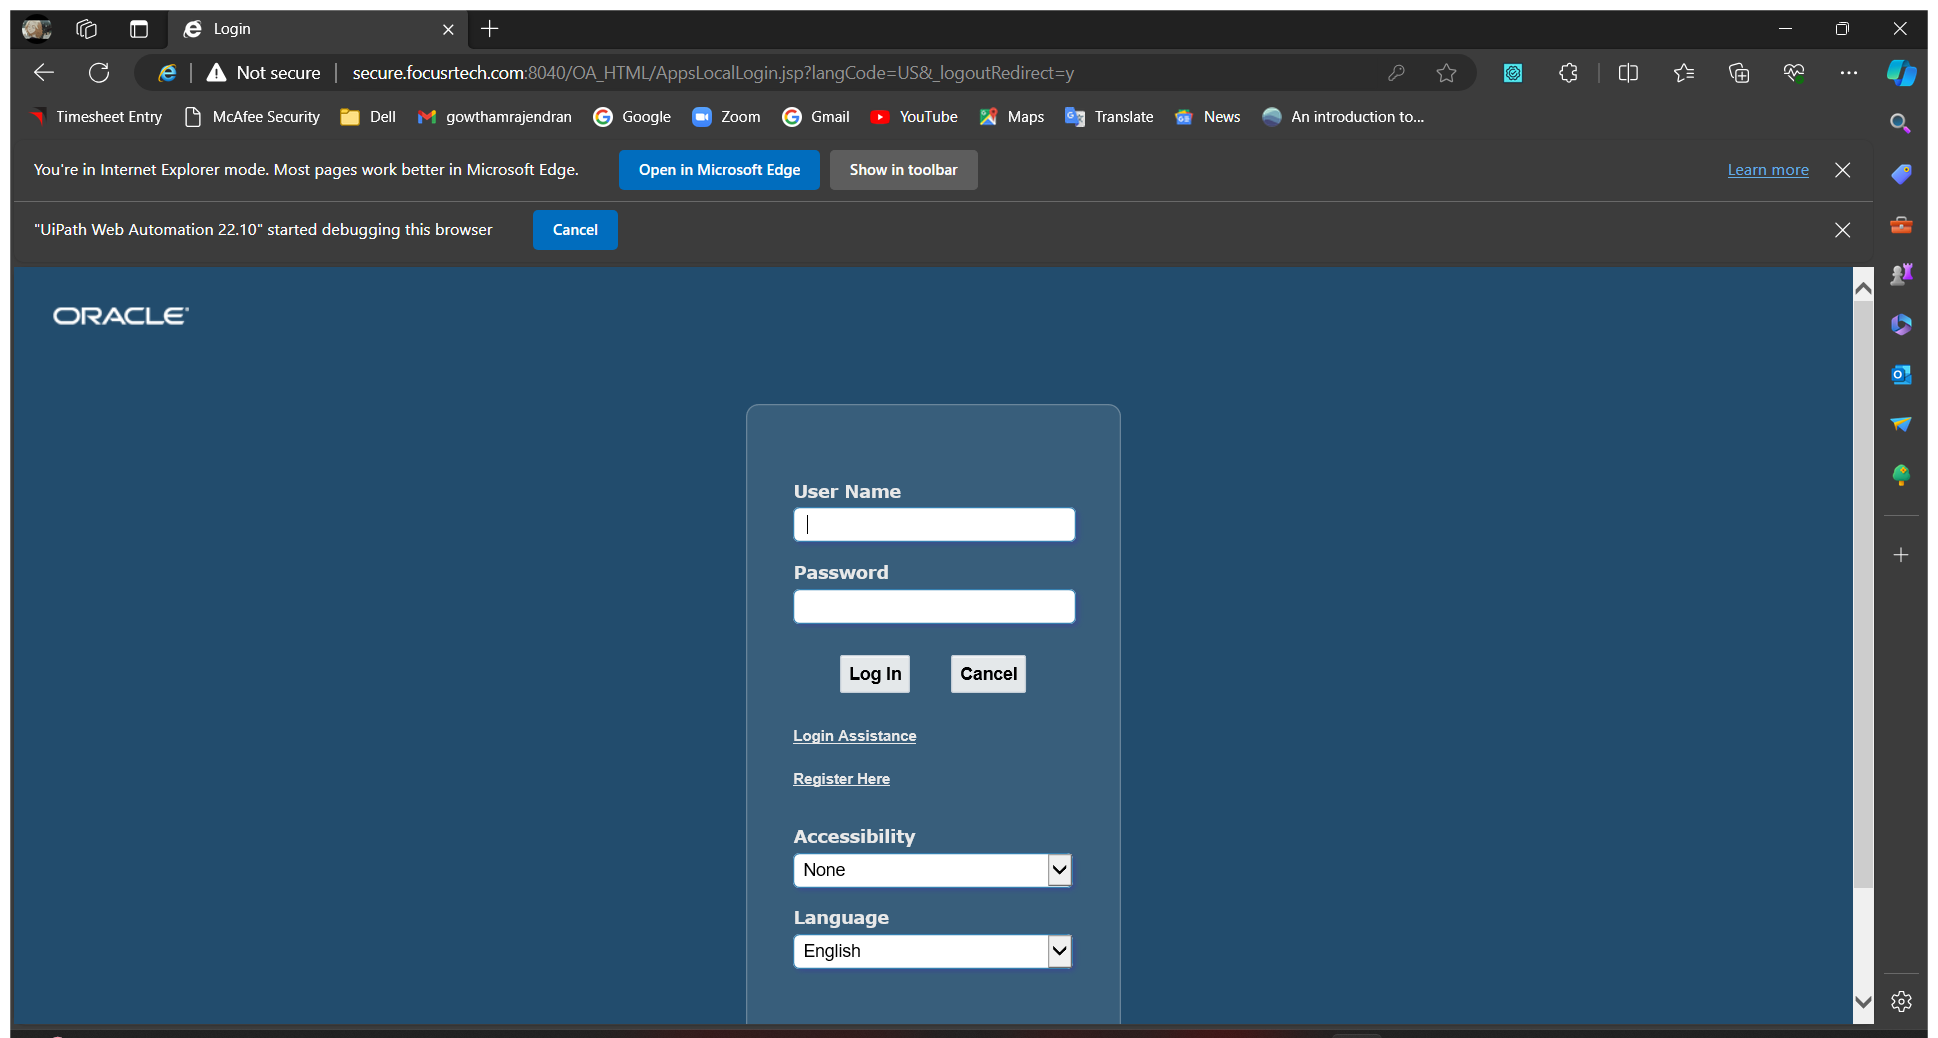 Login
Not secure
secure.focusrtech.com:8040/OA_HTML/AppsLocalLogin.jsp?langCode=US&_logoutRedirect=y
Timesheet Entry
McAfee Security
Dell
gowthamrajendran
Google
Zoom
Gmail
YouTube
Maps
Translate
News
An introduction to...
You're in Internet Explorer mode. Most pages work better in Microsoft Edge.
Open in Microsoft Edge
Show in toolbar
Learn more
"UiPath Web Automation 22.10" started debugging this browser
Cancel
ORACLE
User Name
Password
Log In
Cancel
Login Assistance
Register Here
Accessibility
None
Language
English